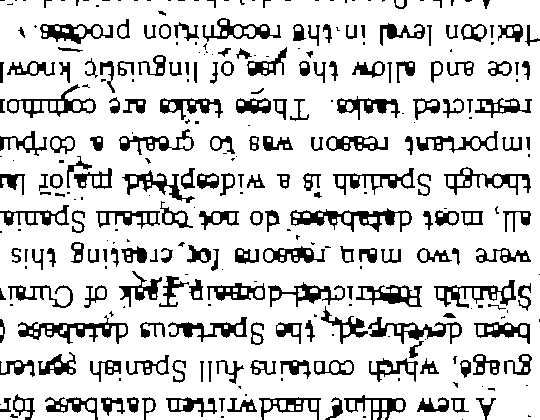 A new offline handwritten database for
guage, which contains full Spanish senten
been developed: the Spartacus database (
Spanish Restricted-domain Task of Cursiv
were two main reasons for creating this
all, most databases do not contain Spanis
though Spanish is a widespread major la
important reason was to create a corpu
restricted tasks. These tasks are common
tice and allow the use of linguistic knowl
lexicon level in the recognition process.